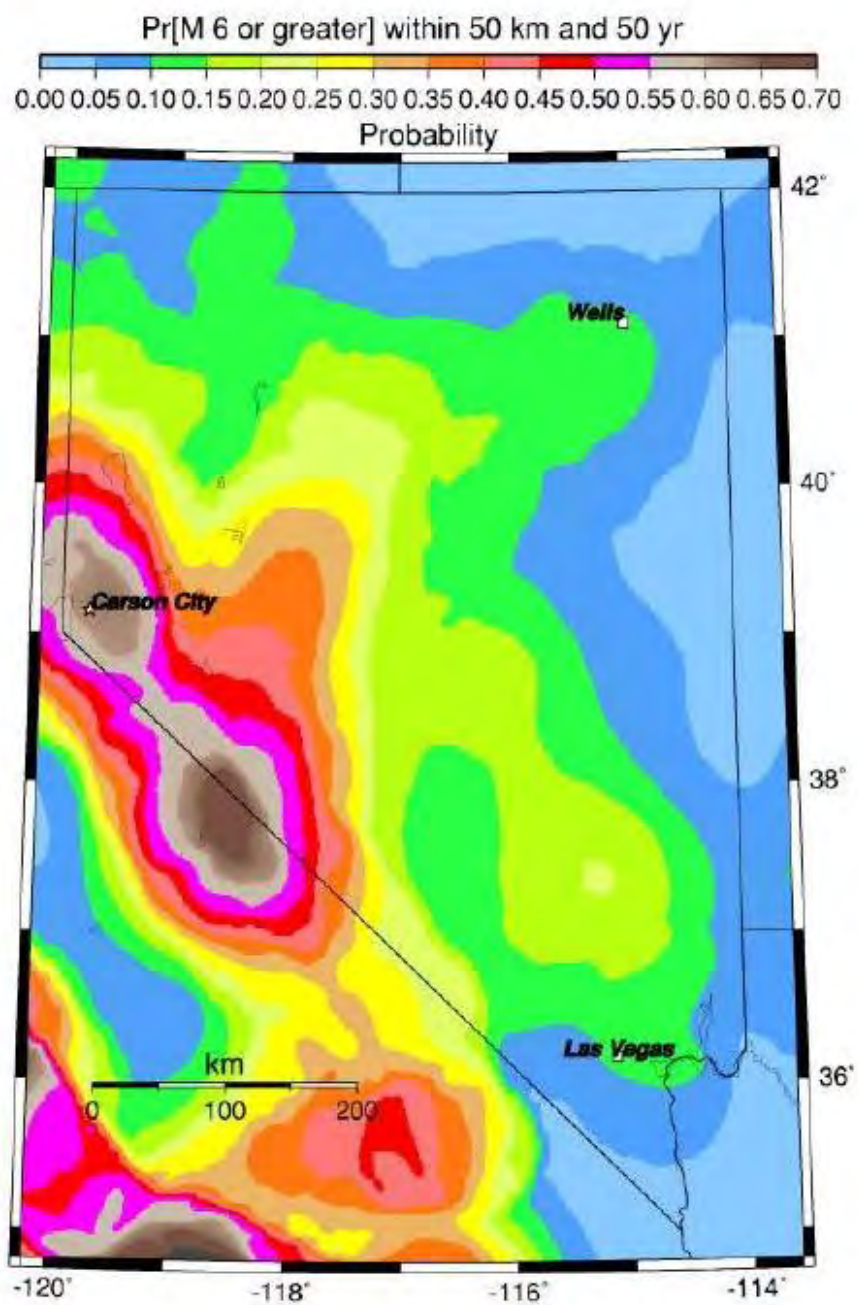 Pr[M 6 or greater] within 50 km and 50 yr
0.00 0.05 0.10 0.15 0.20 0.25 0.30 0.35 0.40 0.45 0.50 0.55 0.60 0.65 0.70
Probability
42°
Wells
40°
Carson City
38°
Las Vegas
km
36°
0 100 200
-120° -118° -116° -114°